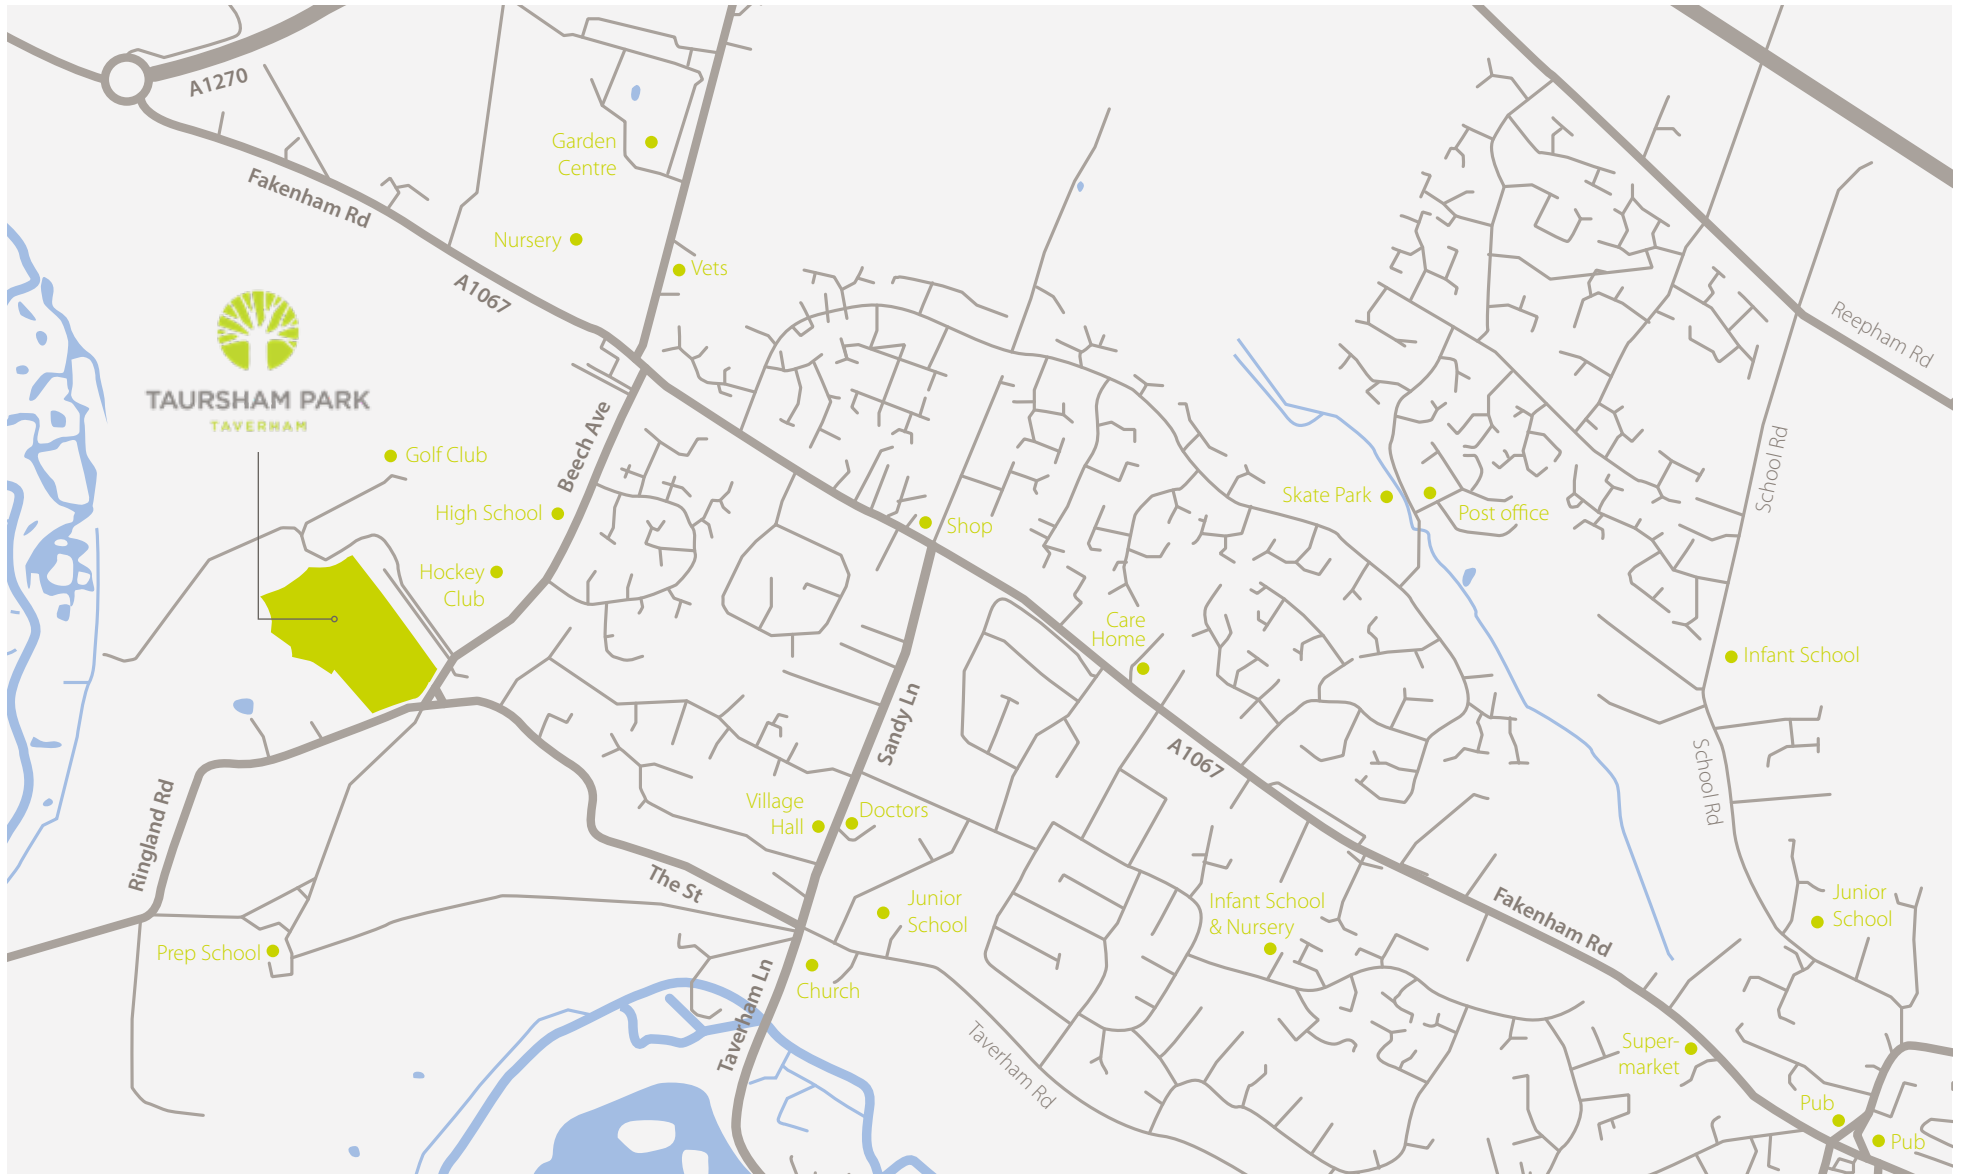 A1270
Fakenham Rd
A1067
Garden
Centre
Nursery
Vets
TAURSHAM PARK
TAVERHAM
Golf Club
Beech Ave
High School
Hockey
Club
Shop
Skate Park
Post office
Reepham Rd
School Rd
Care
Home
Infant School
Sandy Ln
A1067
School Rd
Ringland Rd
Village
Hall
Doctors
The St
Junior
School
Infant School
& Nursery
Fakenham Rd
Junior
School
Prep School
Church
Taverham Ln
Taverham Rd
Super-
market
Pub
Pub